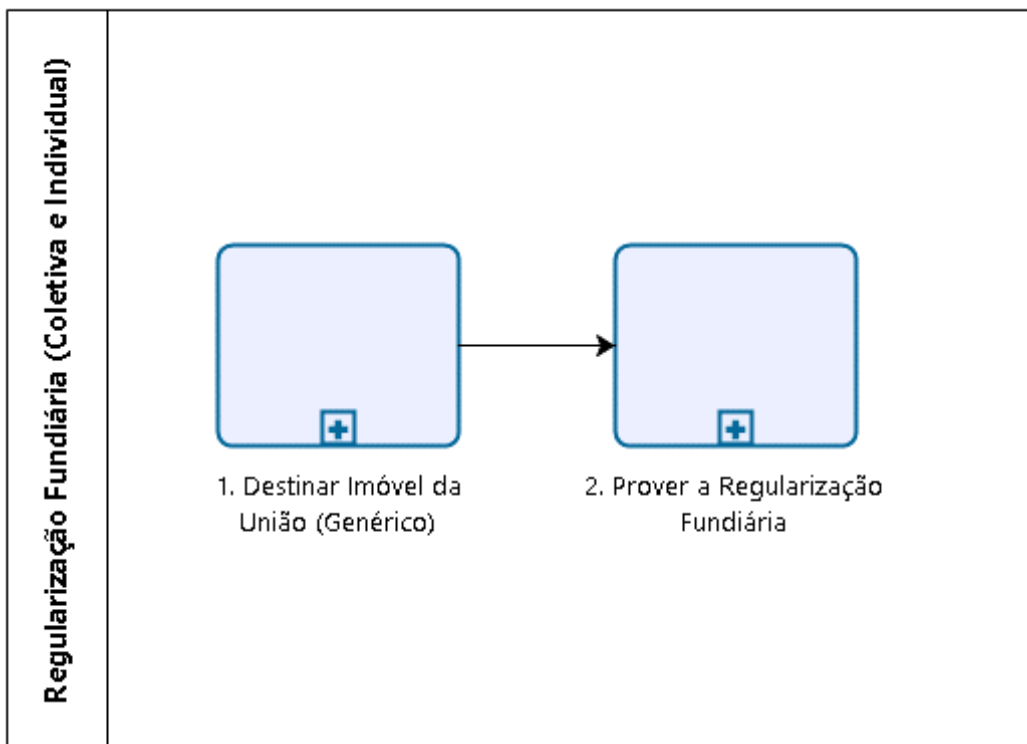 Regularização Fundiária (Coletiva e Individual)
1. Destinar Imóvel da
União (Genérico)
2. Prover a Regularização
Fundiária